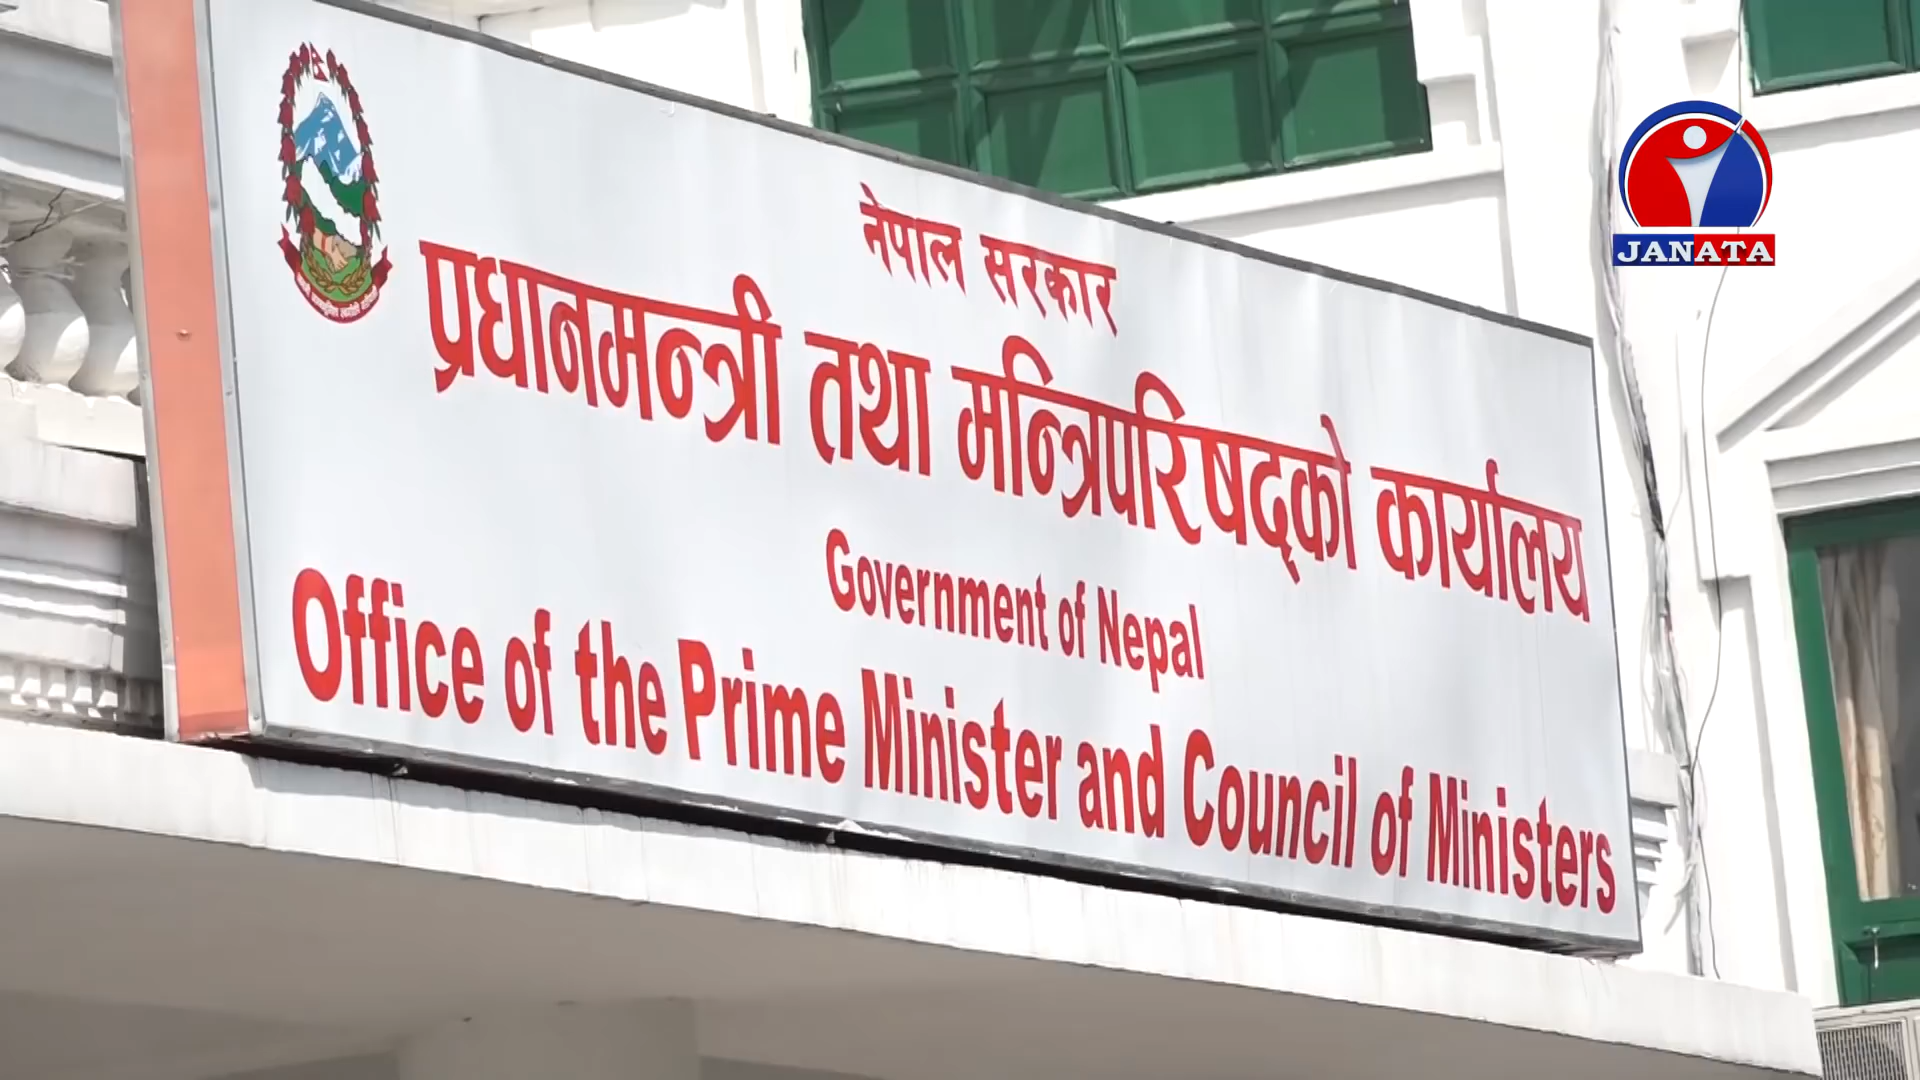 नेपाल सरकार
प्रधानमन्त्री तथा मन्त्रिपरिषद्को कार्यालय
Government of Nepal
Office of the Prime Minister and Council of Ministers
JANATA